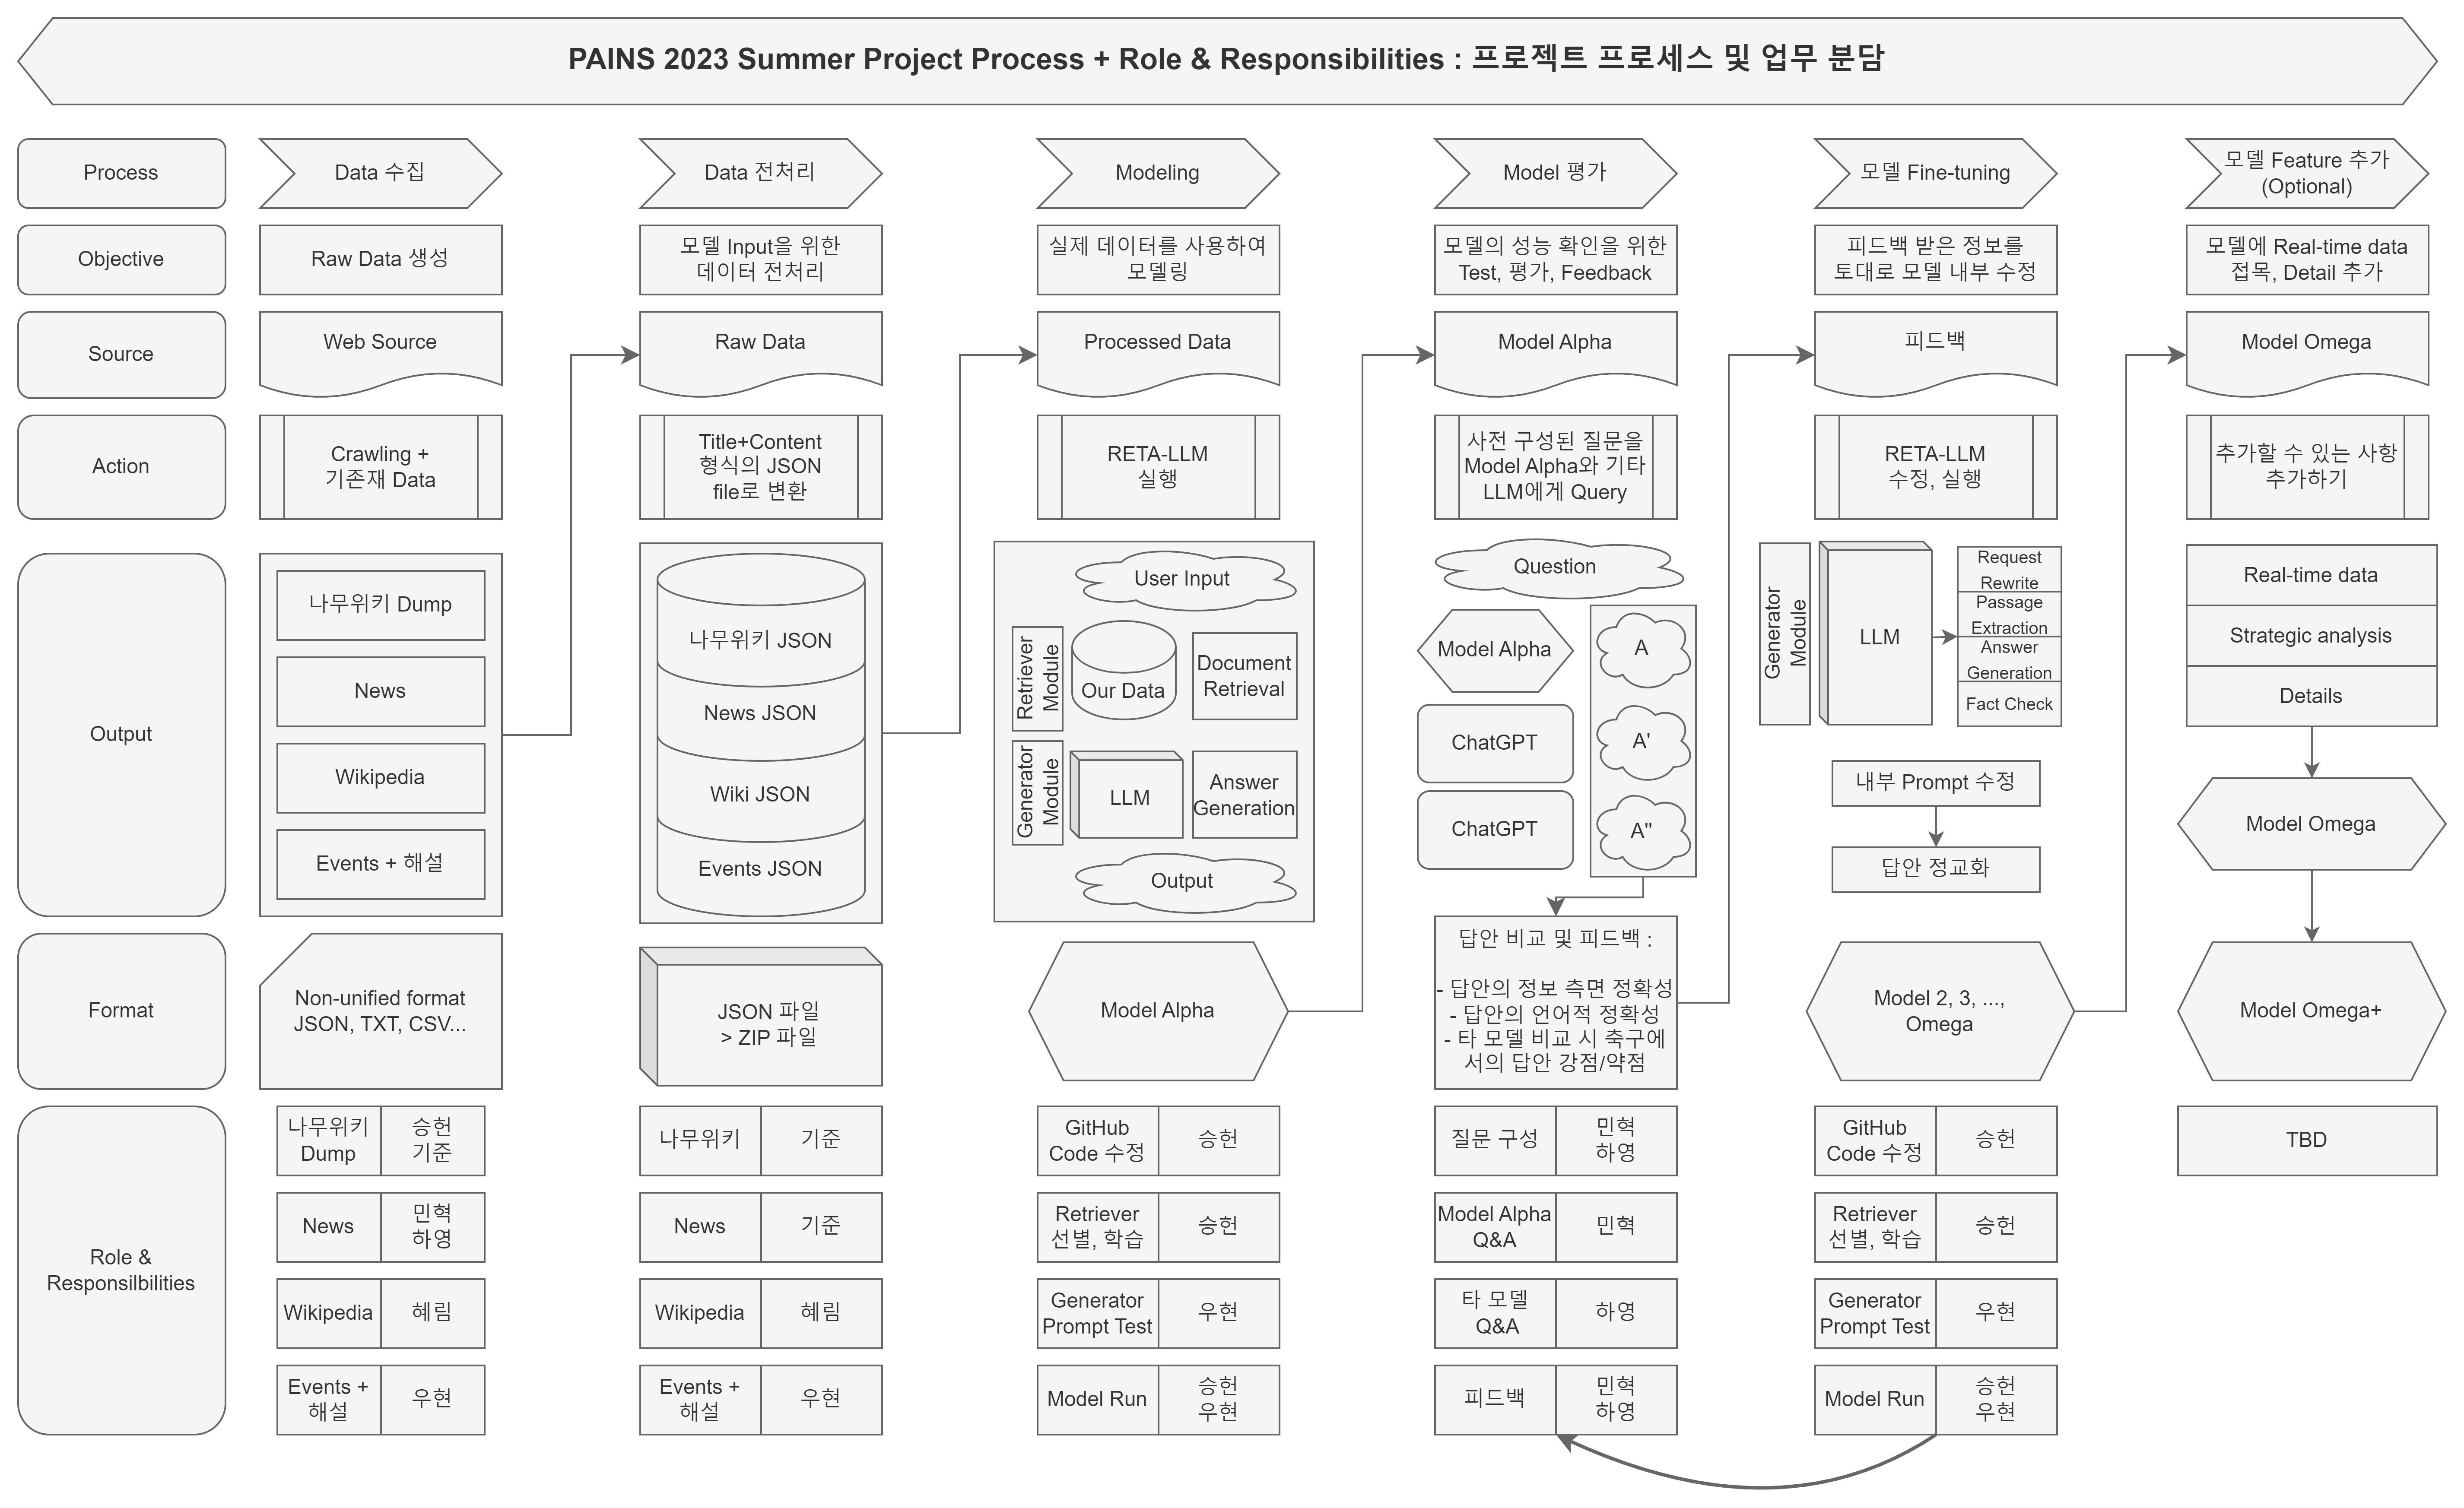 PAINS 2023 Summer Project Process + Role & Responsibilities : 프로젝트 프로세스 및 업무 분담
Process
Data 수집
Data 전처리
Modeling
Model 평가
모델 Fine-tuning
모델 Feature 추가
(Optional)
Objective
Raw Data 생성
모델 Input을 위한
데이터 전처리
실제 데이터를 사용하여
모델링
모델의 성능 확인을 위한
Test, 평가, Feedback
피드백 받은 정보를
토대로 모델 내부 수정
모델에 Real-time data
접목, Detail 추가
Source
Web Source
Raw Data
Processed Data
Model Alpha
피드백
Model Omega
Action
Crawling +
기존재 Data
Title+Content
형식의 JSON
file로 변환
RETA-LLM
실행
사전 구성된 질문을
Model Alpha와 기타
LLM에게 Query
RETA-LLM
수정, 실행
추가할 수 있는 사항
추가하기
Output
나무위키 Dump
News
Wikipedia
Events + 해설
나무위키 JSON
News JSON
Wiki JSON
Events JSON
User Input
Retriever
Module
Our Data
Document
Retrieval
Generator
Module
LLM
Answer
Generation
Output
Question
Model Alpha
A
ChatGPT
A'
ChatGPT
A"
답안 비교 및 피드백 :
- 답안의 정보 측면 정확성
- 답안의 언어적 정확성
- 타 모델 비교 시 축구에
서의 답안 강점/약점
Generator
Module
LLM
Request
Rewrite
Passage
Extraction
Answer
Generation
Fact Check
내부 Prompt 수정
답안 정교화
Real-time data
Strategic analysis
Details
Model Omega
Format
Non-unified format
JSON, TXT, CSV...
JSON 파일
> ZIP 파일
Model Alpha
Model 2, 3, ...,
Omega
Model Omega+
Role &
Responsilbilities
나무위키
Dump
승헌
기준
나무위키
기준
GitHub
Code 수정
승헌
질문 구성
민혁
하영
GitHub
Code 수정
승헌
TBD
News
민혁
하영
News
기준
Retriever
선별, 학습
승헌
Model Alpha
Q&A
민혁
Retriever
선별, 학습
승헌
Wikipedia
혜림
Wikipedia
혜림
Generator
Prompt Test
우현
타 모델
Q&A
하영
Generator
Prompt Test
우현
Events +
해설
우현
Events +
해설
우현
Model Run
승헌
우현
피드백
민혁
하영
Model Run
승헌
우현